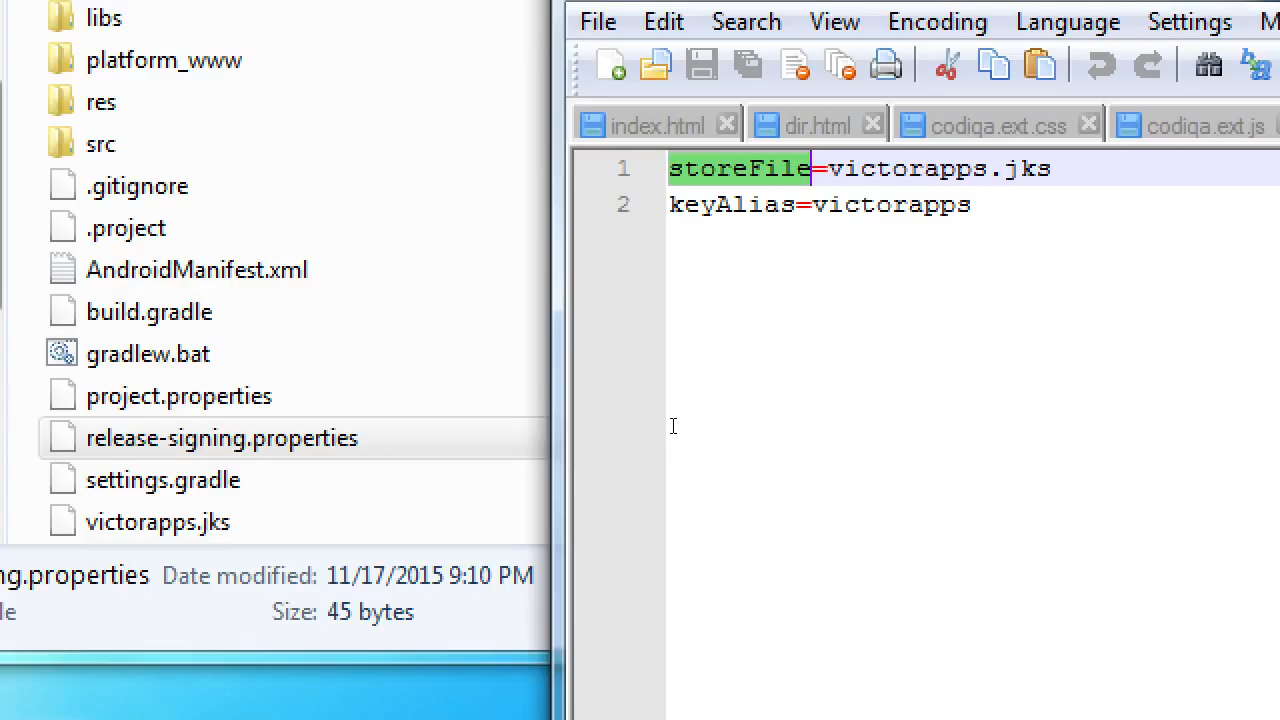 libs
platform_www
res
src
.gitignore
.project
AndroidManifest.xml
build.gradle
gradlew.bat
project.properties
release-signing.properties
settings.gradle
victorapps.jks
ng.properties Date modified: 11/17/2015 9:10 PM
le Size: 45 bytes
File Edit Search View Encoding Language Settings M
index.html dir.html codiqa.ext.css codiqa.ext.js
1 storeFile=victorapps.jks
2 keyAlias=victorapps